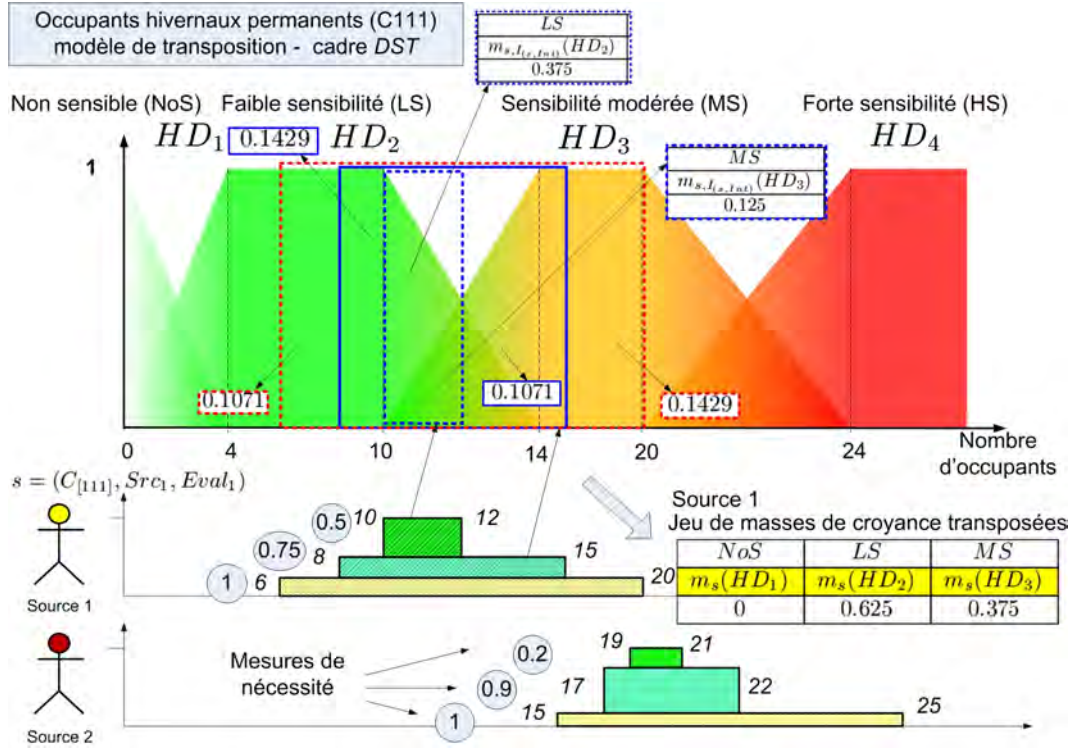 Occupants hivernaux permanents (C111)
modèle de transposition - cadre DST
LS
m_{s,I_{(s,Int)}}(HD_2)
0.375
Non sensible (NoS)
Faible sensibilité (LS)
Sensibilité modérée (MS)
Forte sensibilité (HS)
HD_1
0.1429
HD_2
HD_3
HD_4
MS
m_{s,I_{(s,Int)}}(HD_3)
0.125
1
0.1071
0.1071
0.1429
0
4
10
14
20
24
Nombre
d'occupants
s = (C_{[111]}, Src_1, Eval_1)
Source 1
Jeu de masses de croyance transposées
NoS LS MS
m_s(HD_1) m_s(HD_2) m_s(HD_3)
0 0.625 0.375
0.5
10
12
0.75
8
15
1
6
20
Source 1
Mesures de
nécessité
0.2
19
21
0.9
17
22
1
15
25
Source 2